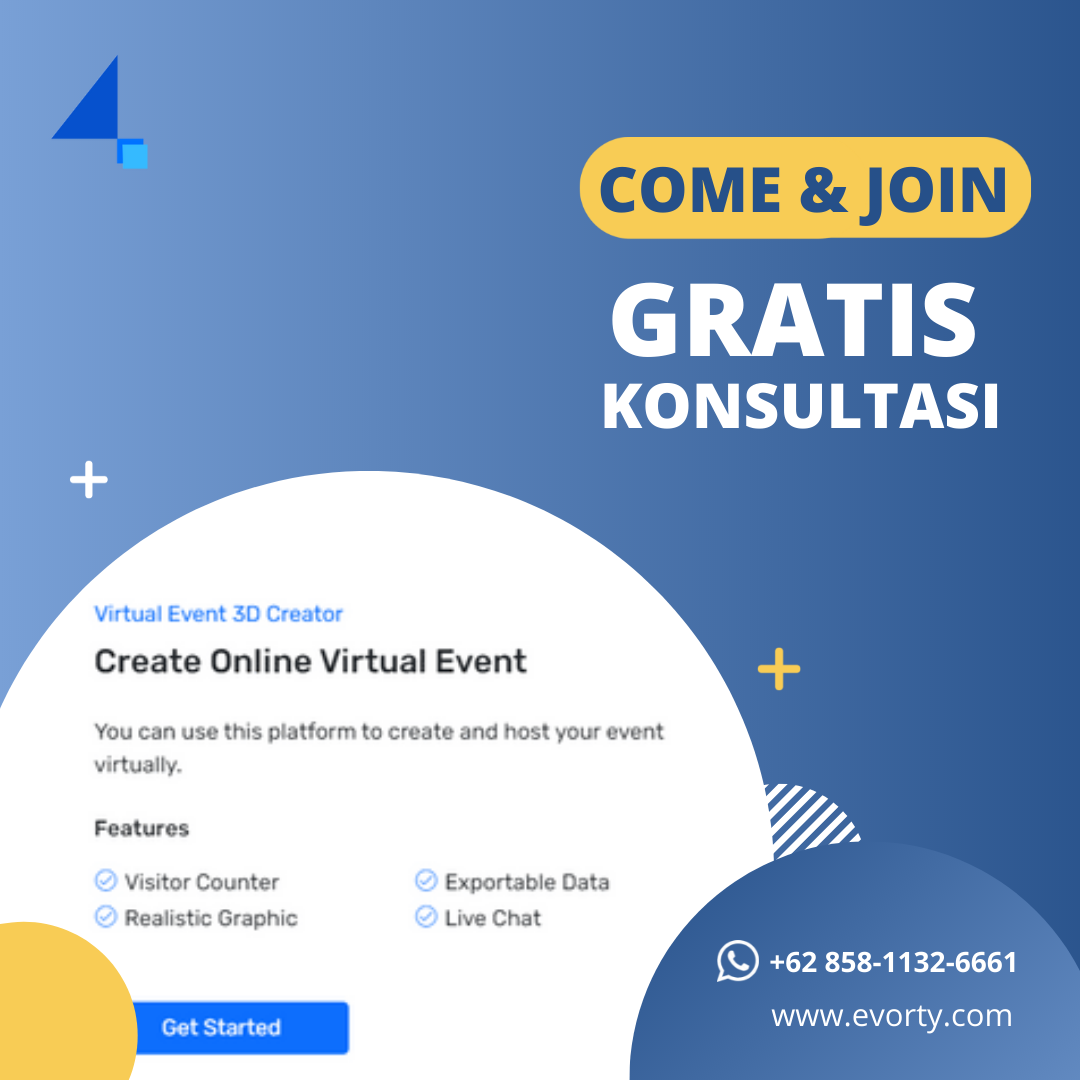 COME & JOIN
GRATIS
KONSULTASI
Virtual Event 3D Creator
Create Online Virtual Event
You can use this platform to create and host your event
virtually.
Features
Visitor Counter
Exportable Data
Realistic Graphic
Live Chat
Get Started
+62 858-1132-6661
www.evorty.com